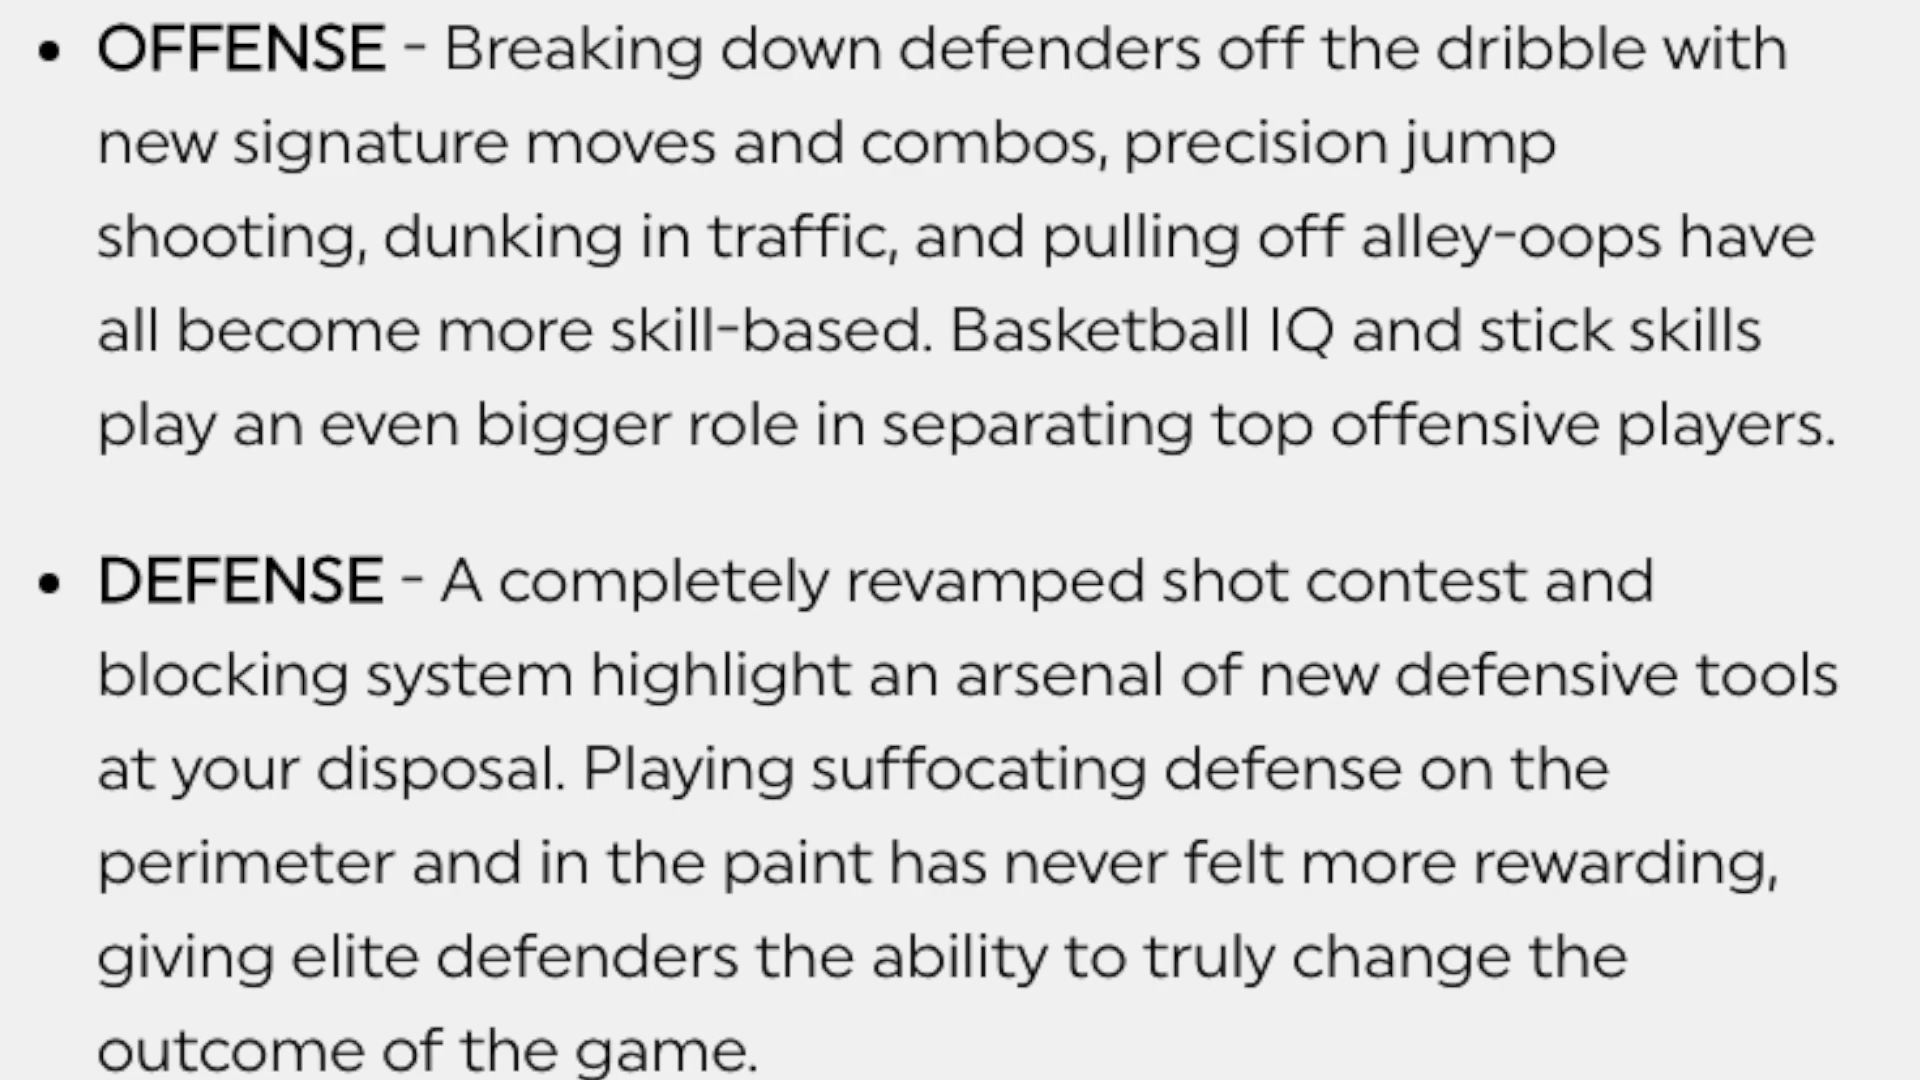 • OFFENSE - Breaking down defenders off the dribble with
new signature moves and combos, precision jump
shooting, dunking in traffic, and pulling off alley-oops have
all become more skill-based. Basketball IQ and stick skills
play an even bigger role in separating top offensive players.
• DEFENSE - A completely revamped shot contest and
blocking system highlight an arsenal of new defensive tools
at your disposal. Playing suffocating defense on the
perimeter and in the paint has never felt more rewarding,
giving elite defenders the ability to truly change the
outcome of the game.